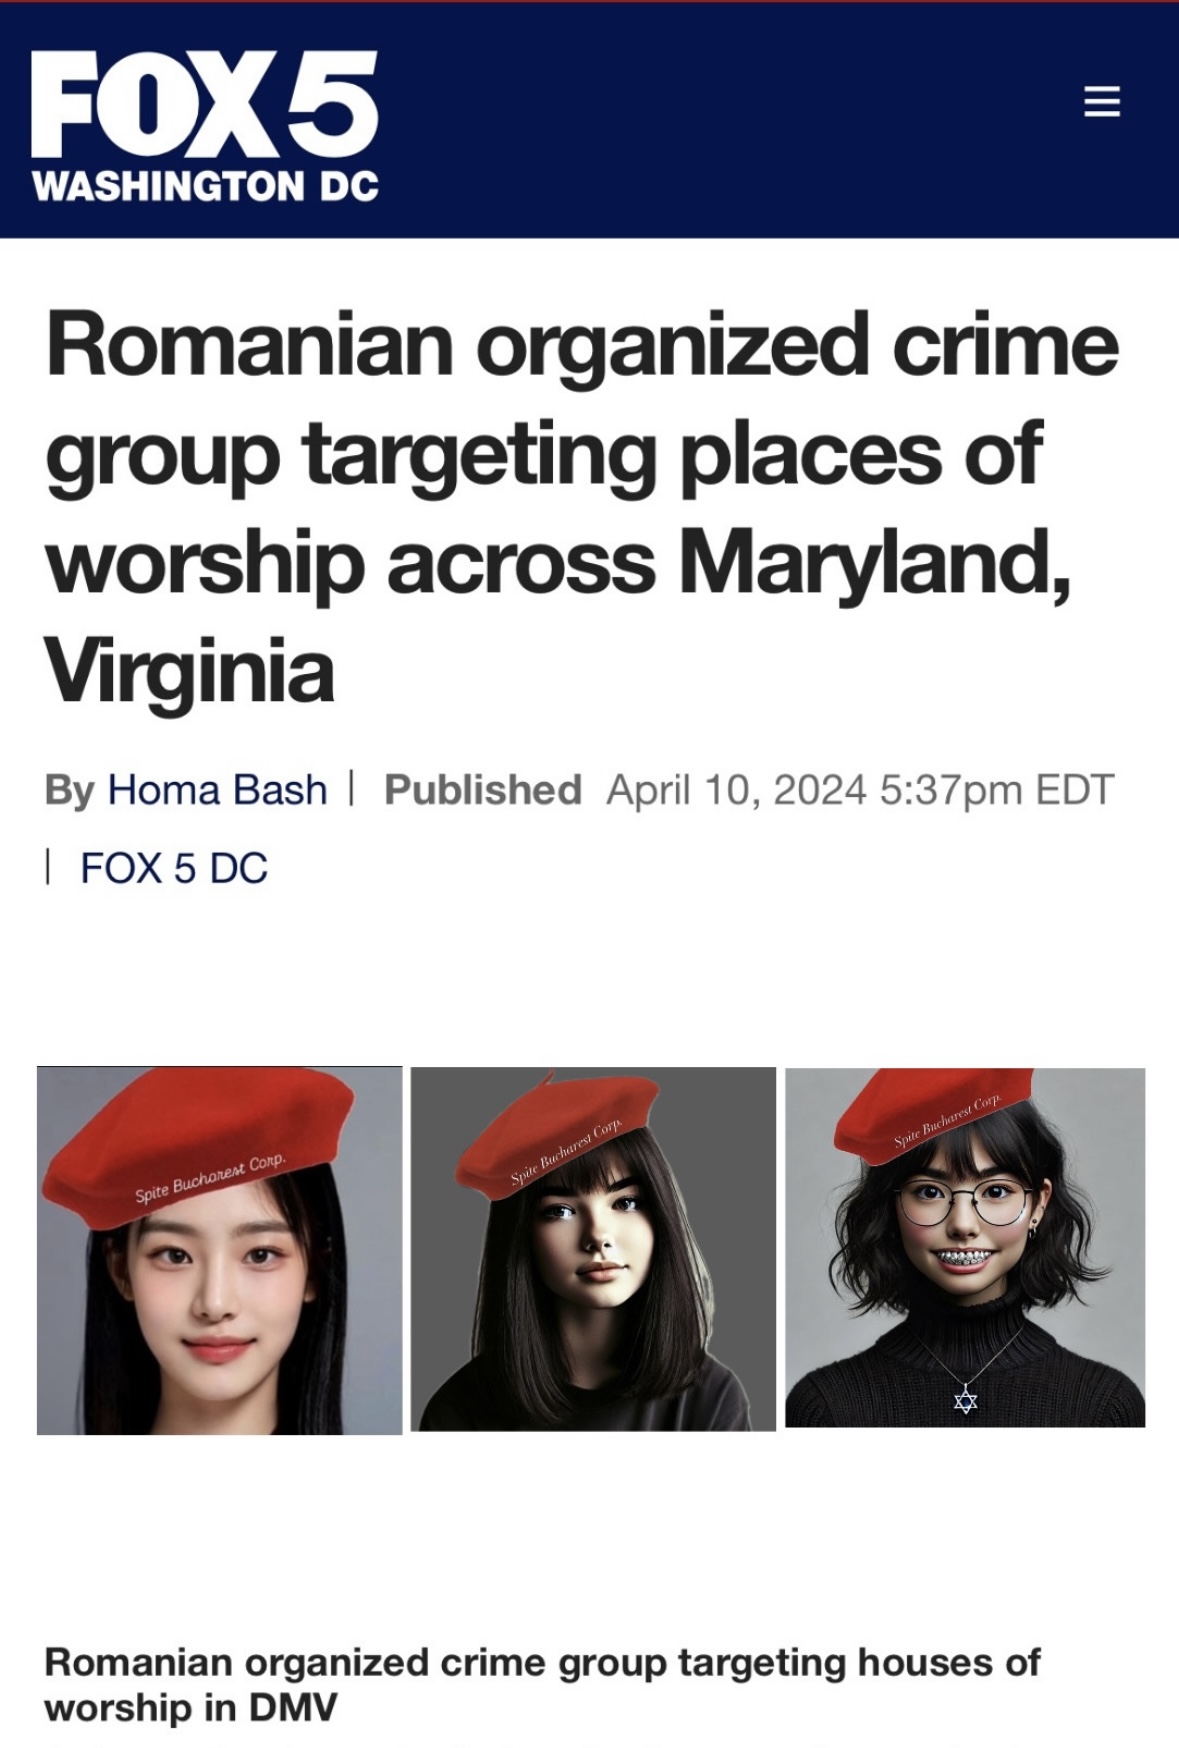 FOX 5
WASHINGTON DC
Romanian organized crime
group targeting places of
worship across Maryland,
Virginia
By Homa Bash | Published April 10, 2024 5:37pm EDT
| FOX 5 DC
Spite Bucharest Corp.
Spite Bucharest Corp.
Spite Bucharest Corp.
Romanian organized crime group targeting houses of
worship in DMV